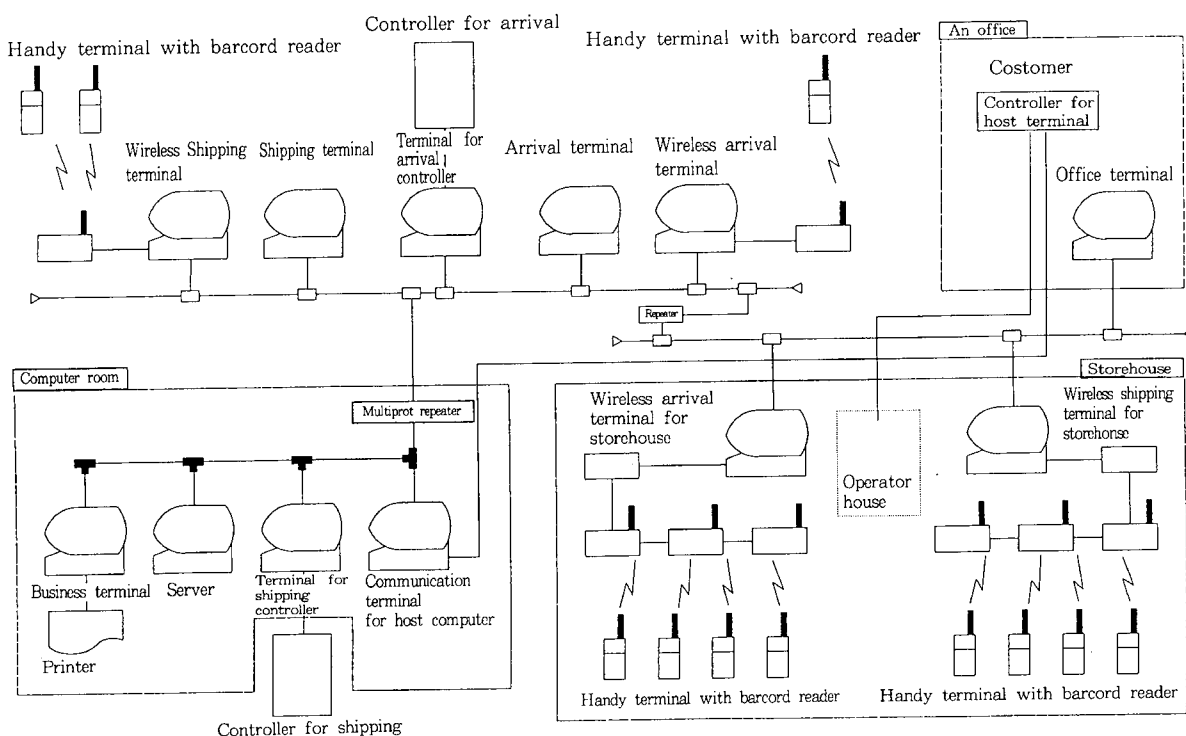 Controller for arrival
Handy terminal with barcord reader
Handy terminal with barcord reader
An office
Costomer
Controller for
host terminal
Wireless Shipping
terminal
Shipping terminal
Terminal for
arrival
controller
Arrival terminal
Wireless arrival
terminal
Office terminal
Repeater
Computer room
Multiprot repeater
Business terminal
Server
Terminal for
shipping
controller
Communication
terminal
for host computer
Printer
Controller for shipping
Storehouse
Wireless arrival
terminal for
storehouse
Wireless shipping
terminal for
storehonse
Operator
house
Handy terminal with barcord reader
Handy terminal with barcord reader